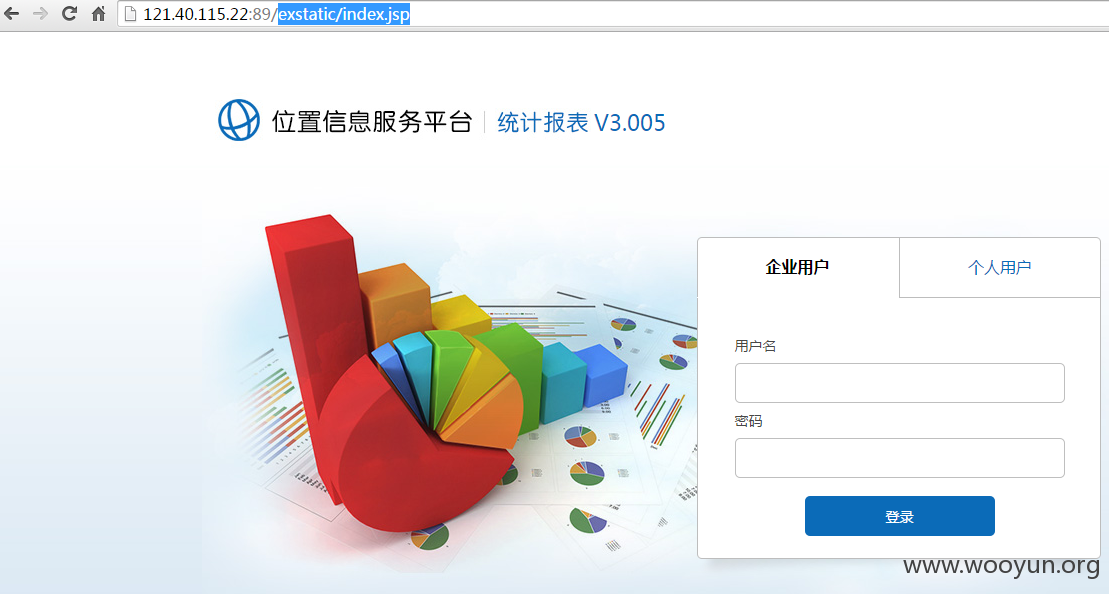 121.40.115.22:89/exstatic/index.jsp
位置信息服务平台 统计报表 V3.005
企业用户 个人用户
用户名
密码
登录
www.wooyun.org